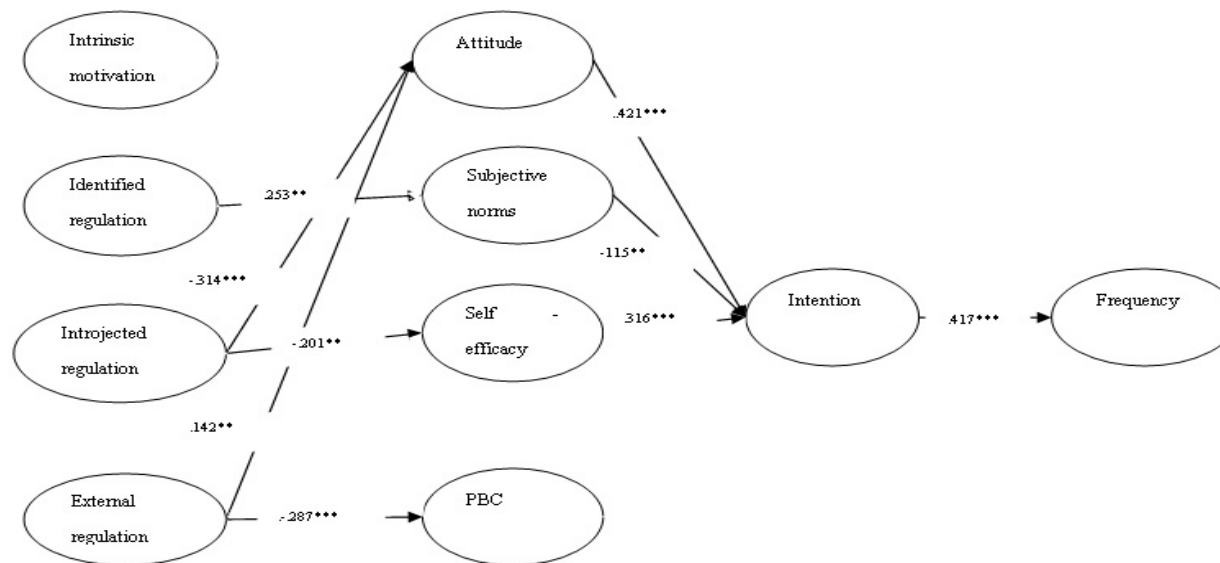 Intrinsic
motivation
Attitude
.421***
Identified
regulation
.253**
Subjective
norms
-.314***
-115**
Introjected
regulation
-.201**
Self -
efficacy
.316***
Intention
.417***
Frequency
.142**
External
regulation
-.287***
PBC